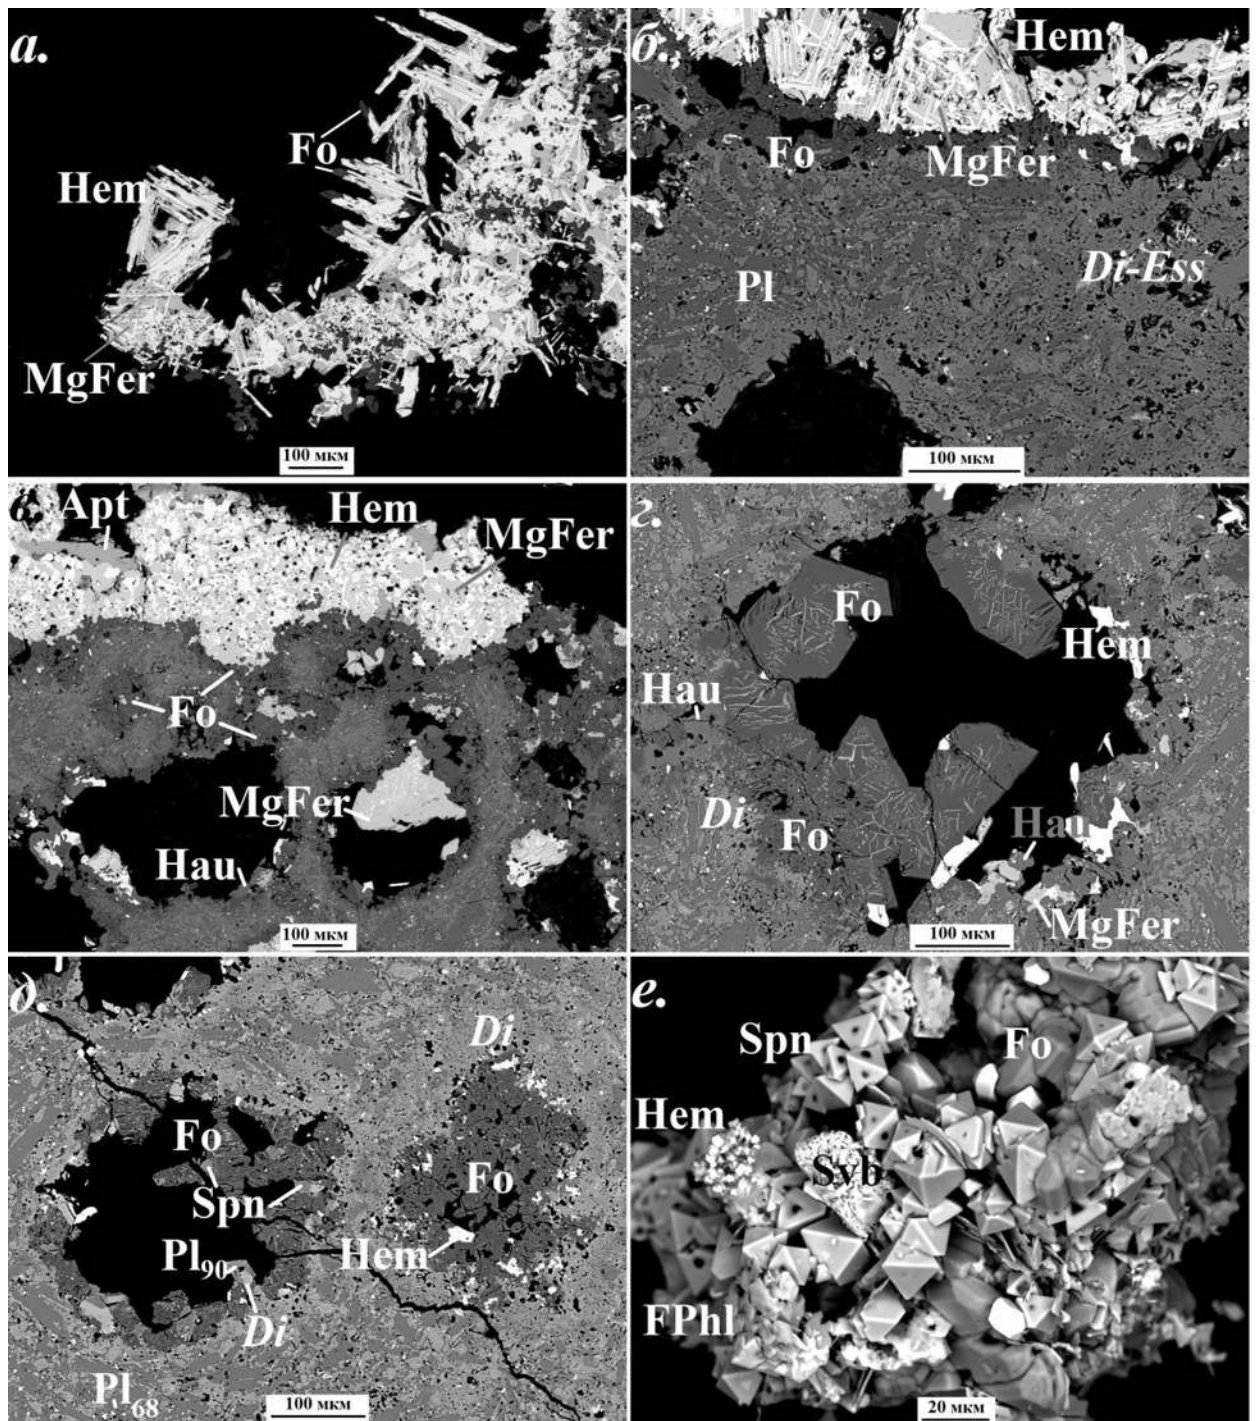 а.
Fo
Hem
MgFer
100 мкм
б.
Hem
Fo
MgFer
Di-Ess
Pl
100 мкм
Apt
Hem
MgFer
Fo
MgFer
Hau
100 мкм
г.
Fo
Hem
Hau
Di
Fo
Hau
MgFer
100 мкм
д.
Di
Fo
Fo
Spn
Hem
Pl₉₀
Di
Pl₆₈
100 мкм
е.
Spn
Fo
Hem
Svb
FPhl
20 мкм